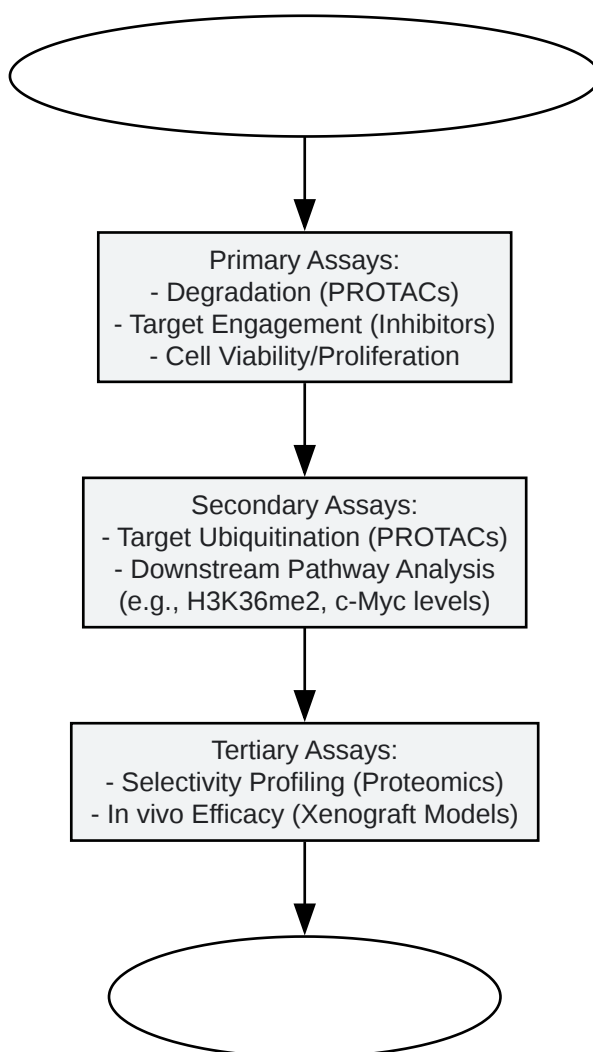 Primary Assays:
- Degradation (PROTACs)
- Target Engagement (Inhibitors)
- Cell Viability/Proliferation
Secondary Assays:
- Target Ubiquitination (PROTACs)
- Downstream Pathway Analysis
(e.g., H3K36me2, c-Myc levels)
Tertiary Assays:
- Selectivity Profiling (Proteomics)
- In vivo Efficacy (Xenograft Models)